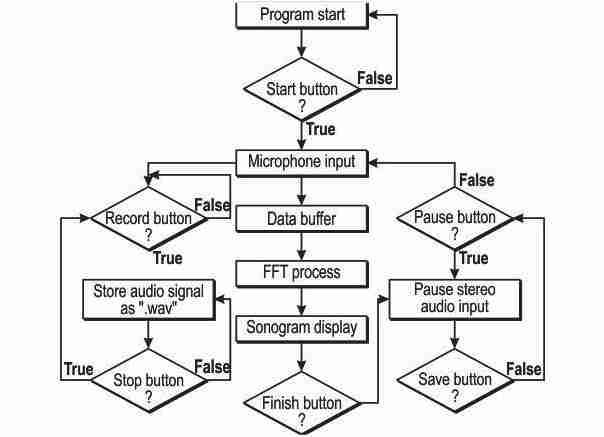 Program start
Start button
?
False
True
Microphone input
Record button
?
False
True
Data buffer
Pause button
?
False
True
FFT process
Store audio signal
as ".wav"
Pause stereo
audio input
Sonogram display
Stop button
?
True
False
Finish button
?
Save button
?
False